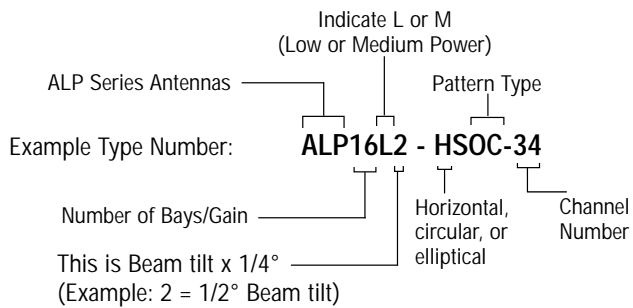 Indicate L or M
(Low or Medium Power)
ALP Series Antennas
Pattern Type
Example Type Number: ALP16L2 - HSOC-34
Number of Bays/Gain
Horizontal,
circular, or
elliptical
Channel
Number
This is Beam tilt x 1/4°
(Example: 2 = 1/2° Beam tilt)